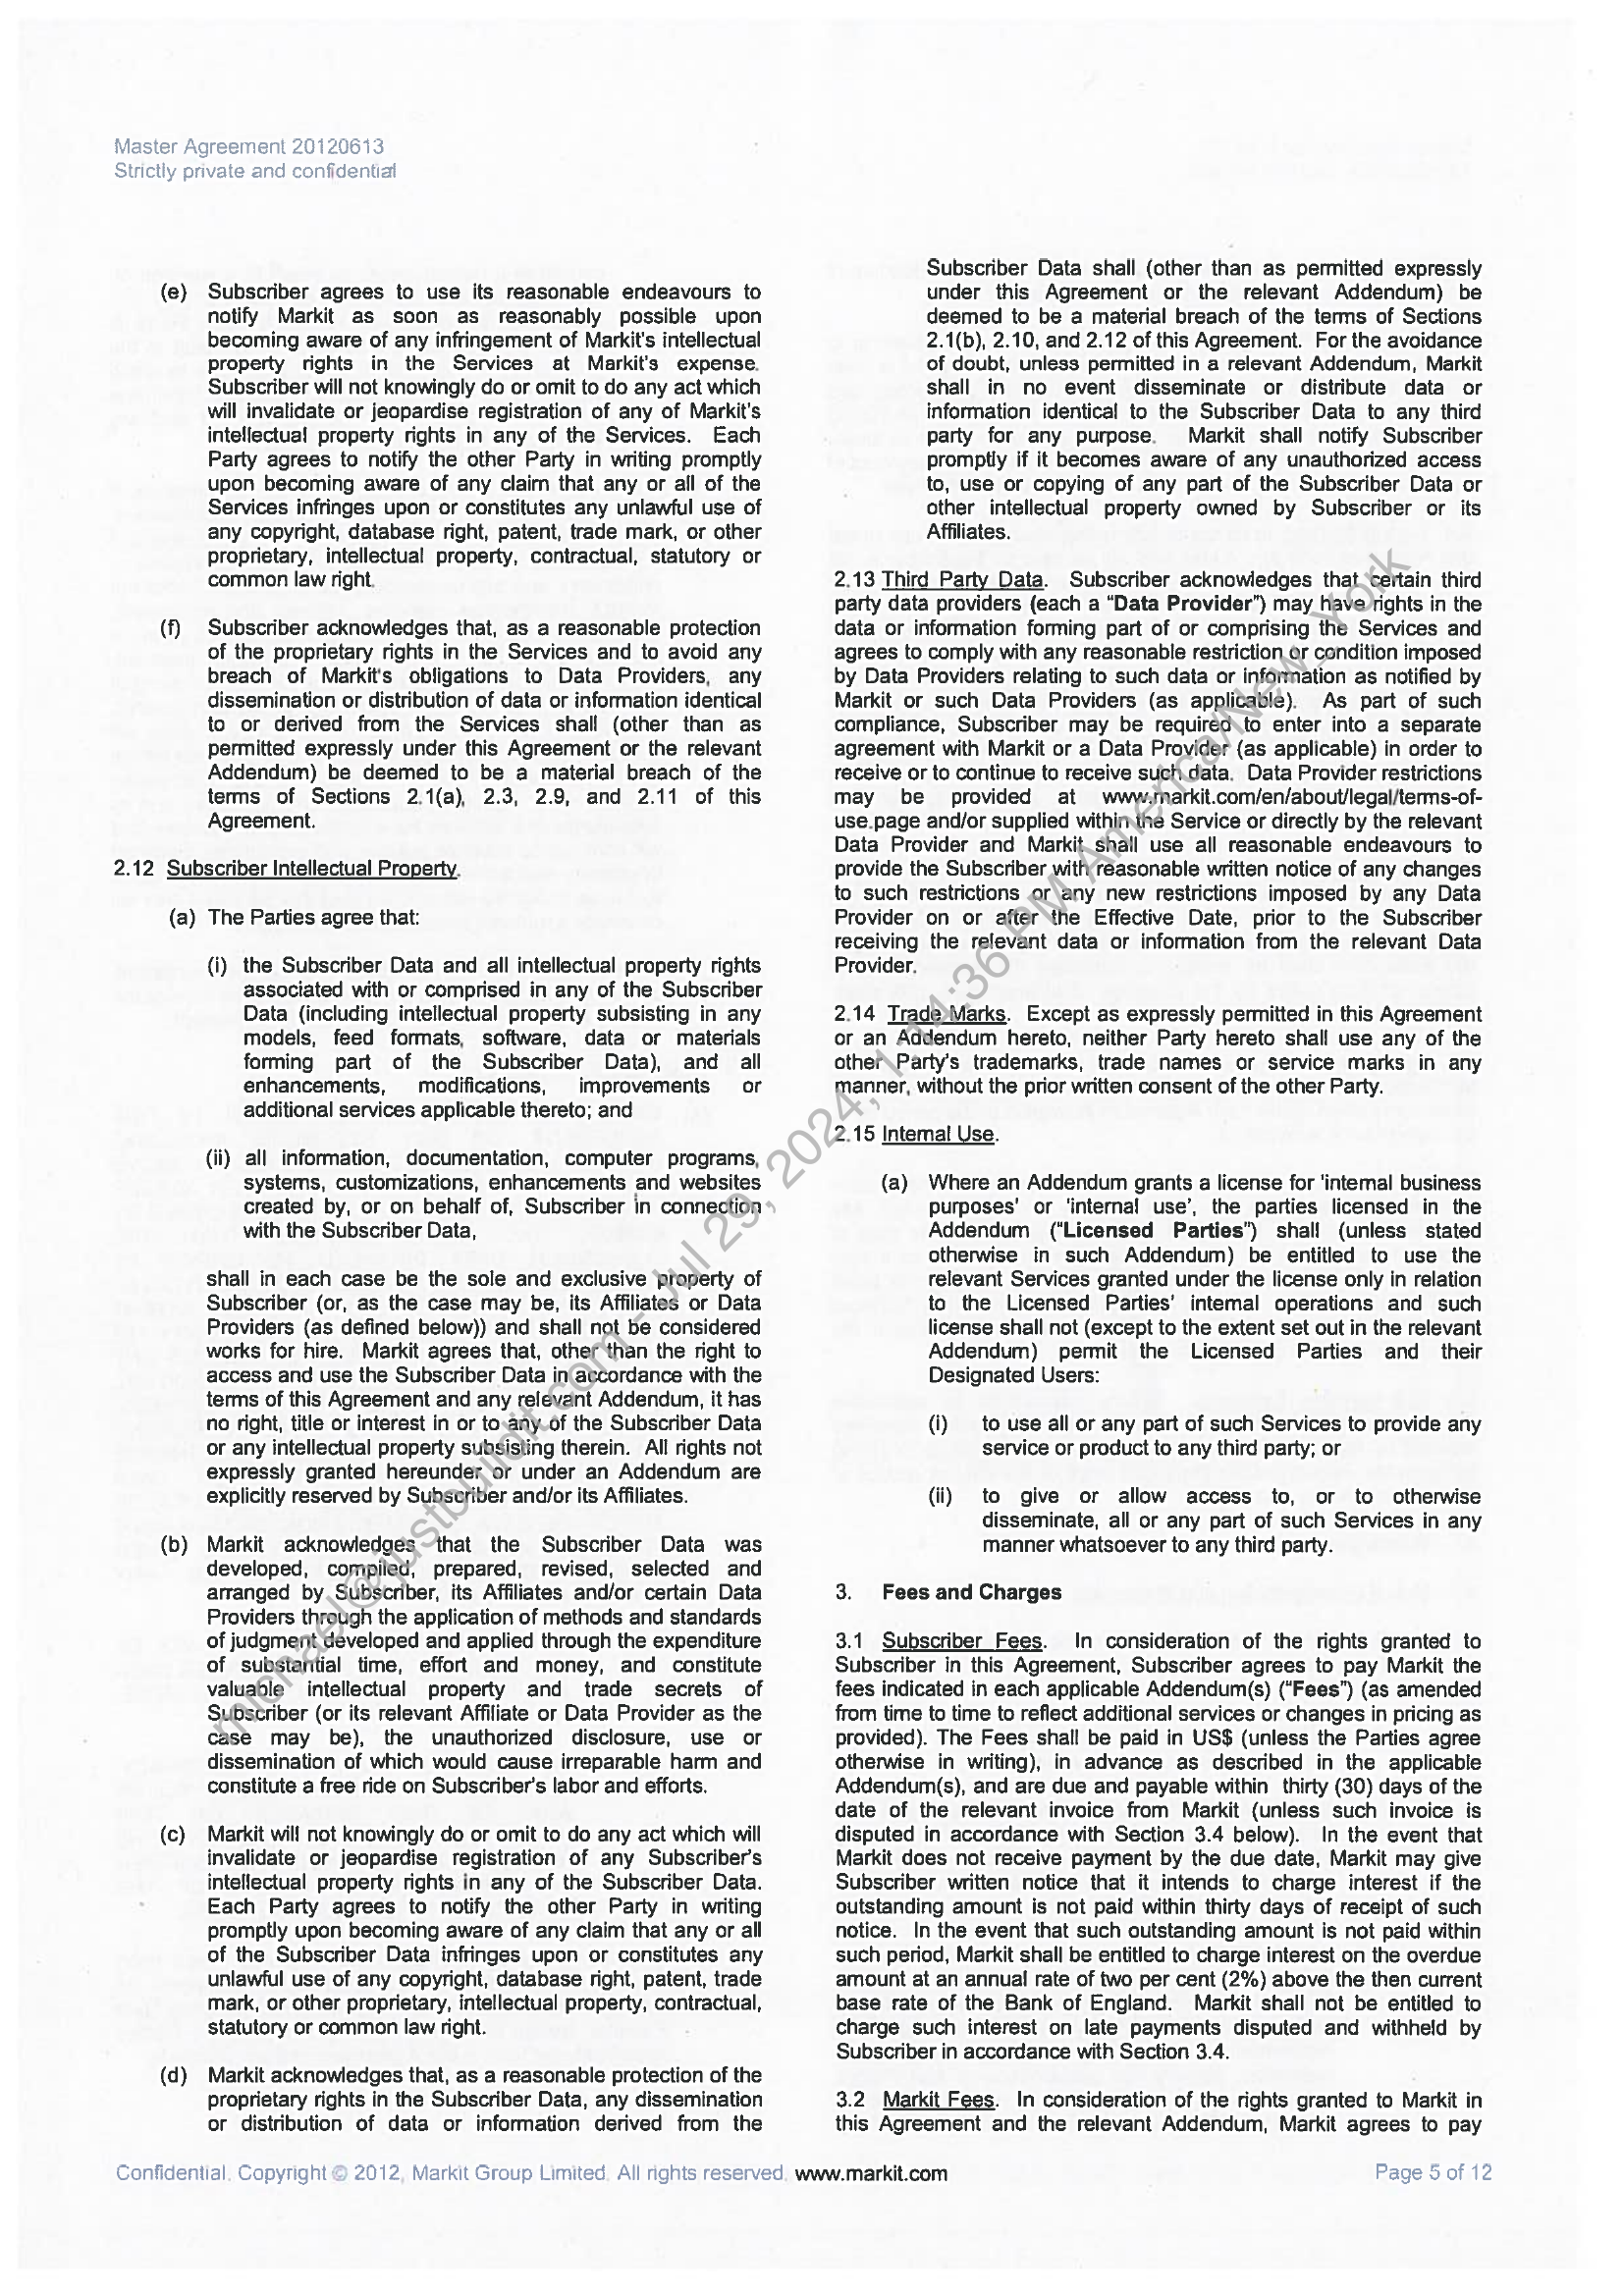 Master Agreement 20120613
Strictly private and confidential
(e) Subscriber agrees to use its reasonable endeavours to
notify Markit as soon as reasonably possible upon
becoming aware of any infringement of Markit's intellectual
property rights in the Services at Markit's expense.
Subscriber will not knowingly do or omit to do any act which
will invalidate or jeopardise registration of any of Markit's
intellectual property rights in any of the Services. Each
Party agrees to notify the other Party in writing promptly
upon becoming aware of any claim that any or all of the
Services infringes upon or constitutes any unlawful use of
any copyright, database right, patent, trade mark, or other
proprietary, intellectual property, contractual, statutory or
common law right.
(f) Subscriber acknowledges that, as a reasonable protection
of the proprietary rights in the Services and to avoid any
breach of Markit's obligations to Data Providers, any
dissemination or distribution of data or information identical
to or derived from the Services shall (other than as
permitted expressly under this Agreement or the relevant
Addendum) be deemed to be a material breach of the
terms of Sections 2.1(a), 2.3, 2.9, and 2.11 of this
Agreement.
2.12 Subscriber Intellectual Property.
(a) The Parties agree that:
(i) the Subscriber Data and all intellectual property rights
associated with or comprised in any of the Subscriber
Data (including intellectual property subsisting in any
models, feed formats, software, data or materials
forming part of the Subscriber Data), and all
enhancements, modifications, improvements or
additional services applicable thereto; and
(ii) all information, documentation, computer programs,
systems, customizations, enhancements and websites
created by, or on behalf of, Subscriber in connection
with the Subscriber Data,
shall in each case be the sole and exclusive property of
Subscriber (or, as the case may be, its Affiliates or Data
Providers (as defined below)) and shall not be considered
works for hire. Markit agrees that, other than the right to
access and use the Subscriber Data in accordance with the
terms of this Agreement and any relevant Addendum, it has
no right, title or interest in or to any of the Subscriber Data
or any intellectual property subsisting therein. All rights not
expressly granted hereunder or under an Addendum are
explicitly reserved by Subscriber and/or its Affiliates.
(b) Markit acknowledges that the Subscriber Data was
developed, compiled, prepared, revised, selected and
arranged by Subscriber, its Affiliates and/or certain Data
Providers through the application of methods and standards
of judgment developed and applied through the expenditure
of substantial time, effort and money, and constitute
valuable intellectual property and trade secrets of
Subscriber (or its relevant Affiliate or Data Provider as the
case may be), the unauthorized disclosure, use or
dissemination of which would cause irreparable harm and
constitute a free ride on Subscriber's labor and efforts.
(c) Markit will not knowingly do or omit to do any act which will
invalidate or jeopardise registration of any Subscriber's
intellectual property rights in any of the Subscriber Data.
Each Party agrees to notify the other Party in writing
promptly upon becoming aware of any claim that any or all
of the Subscriber Data infringes upon or constitutes any
unlawful use of any copyright, database right, patent, trade
mark, or other proprietary, intellectual property, contractual,
statutory or common law right.
(d) Markit acknowledges that, as a reasonable protection of the
proprietary rights in the Subscriber Data, any dissemination
or distribution of data or information derived from the
Subscriber Data shall (other than as permitted expressly
under this Agreement or the relevant Addendum) be
deemed to be a material breach of the terms of Sections
2.1(b), 2.10, and 2.12 of this Agreement. For the avoidance
of doubt, unless permitted in a relevant Addendum, Markit
shall in no event disseminate or distribute data or
information identical to the Subscriber Data to any third
party for any purpose. Markit shall notify Subscriber
promptly if it becomes aware of any unauthorized access
to, use or copying of any part of the Subscriber Data or
other intellectual property owned by Subscriber or its
Affiliates.
2.13 Third Party Data. Subscriber acknowledges that certain third
party data providers (each a “Data Provider”) may have rights in the
data or information forming part of or comprising the Services and
agrees to comply with any reasonable restriction or condition imposed
by Data Providers relating to such data or information as notified by
Markit or such Data Providers (as applicable). As part of such
compliance, Subscriber may be required to enter into a separate
agreement with Markit or a Data Provider (as applicable) in order to
receive or to continue to receive such data. Data Provider restrictions
may be provided at www.markit.com/en/about/legal/terms-of-
use.page and/or supplied within the Service or directly by the relevant
Data Provider and Markit shall use all reasonable endeavours to
provide the Subscriber with reasonable written notice of any changes
to such restrictions or any new restrictions imposed by any Data
Provider on or after the Effective Date, prior to the Subscriber
receiving the relevant data or information from the relevant Data
Provider.
2.14 Trade Marks. Except as expressly permitted in this Agreement
or an Addendum hereto, neither Party hereto shall use any of the
other Party's trademarks, trade names or service marks in any
manner, without the prior written consent of the other Party.
2.15 Internal Use.
(a) Where an Addendum grants a license for 'internal business
purposes' or 'internal use', the parties licensed in the
Addendum (“Licensed Parties”) shall (unless stated
otherwise in such Addendum) be entitled to use the
relevant Services granted under the license only in relation
to the Licensed Parties' internal operations and such
license shall not (except to the extent set out in the relevant
Addendum) permit the Licensed Parties and their
Designated Users:
(i) to use all or any part of such Services to provide any
service or product to any third party; or
(ii) to give or allow access to, or to otherwise
disseminate, all or any part of such Services in any
manner whatsoever to any third party.
3. Fees and Charges
3.1 Subscriber Fees. In consideration of the rights granted to
Subscriber in this Agreement, Subscriber agrees to pay Markit the
fees indicated in each applicable Addendum(s) (“Fees”) (as amended
from time to time to reflect additional services or changes in pricing as
provided). The Fees shall be paid in US$ (unless the Parties agree
otherwise in writing), in advance as described in the applicable
Addendum(s), and are due and payable within thirty (30) days of the
date of the relevant invoice from Markit (unless such invoice is
disputed in accordance with Section 3.4 below). In the event that
Markit does not receive payment by the due date, Markit may give
Subscriber written notice that it intends to charge interest if the
outstanding amount is not paid within thirty days of receipt of such
notice. In the event that such outstanding amount is not paid within
such period, Markit shall be entitled to charge interest on the overdue
amount at an annual rate of two per cent (2%) above the then current
base rate of the Bank of England. Markit shall not be entitled to
charge such interest on late payments disputed and withheld by
Subscriber in accordance with Section 3.4.
3.2 Markit Fees. In consideration of the rights granted to Markit in
this Agreement and the relevant Addendum, Markit agrees to pay
michael@justbuildit.com - Jul 29, 2024, 1:14:36 PM America/New_York
Confidential. Copyright © 2012, Markit Group Limited. All rights reserved. www.markit.com
Page 5 of 12